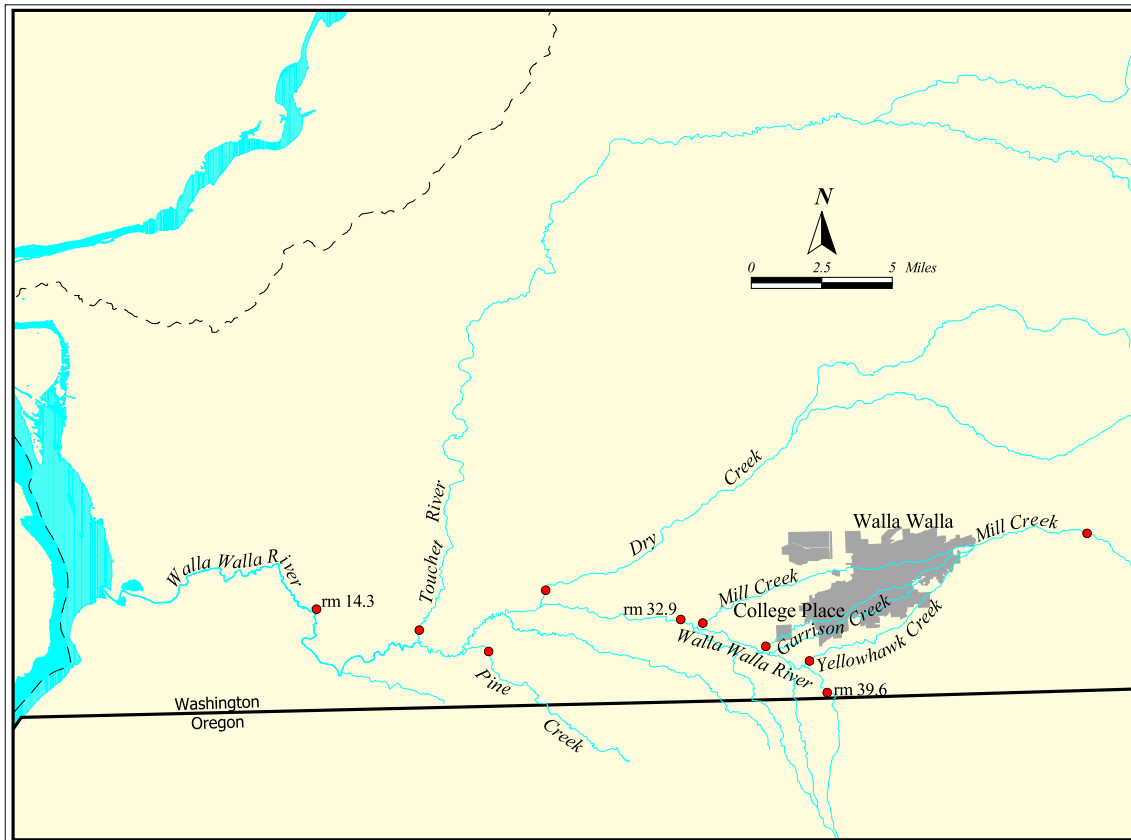 N
0 2.5 5 Miles
Touchet River
Dry Creek
Walla Walla
Mill Creek
Walla Walla River
Mill Creek
rm 14.3
rm 32.9
College Place
Garrison Creek
Walla Walla River
Yellowhawk Creek
Pine Creek
rm 39.6
Washington
Oregon